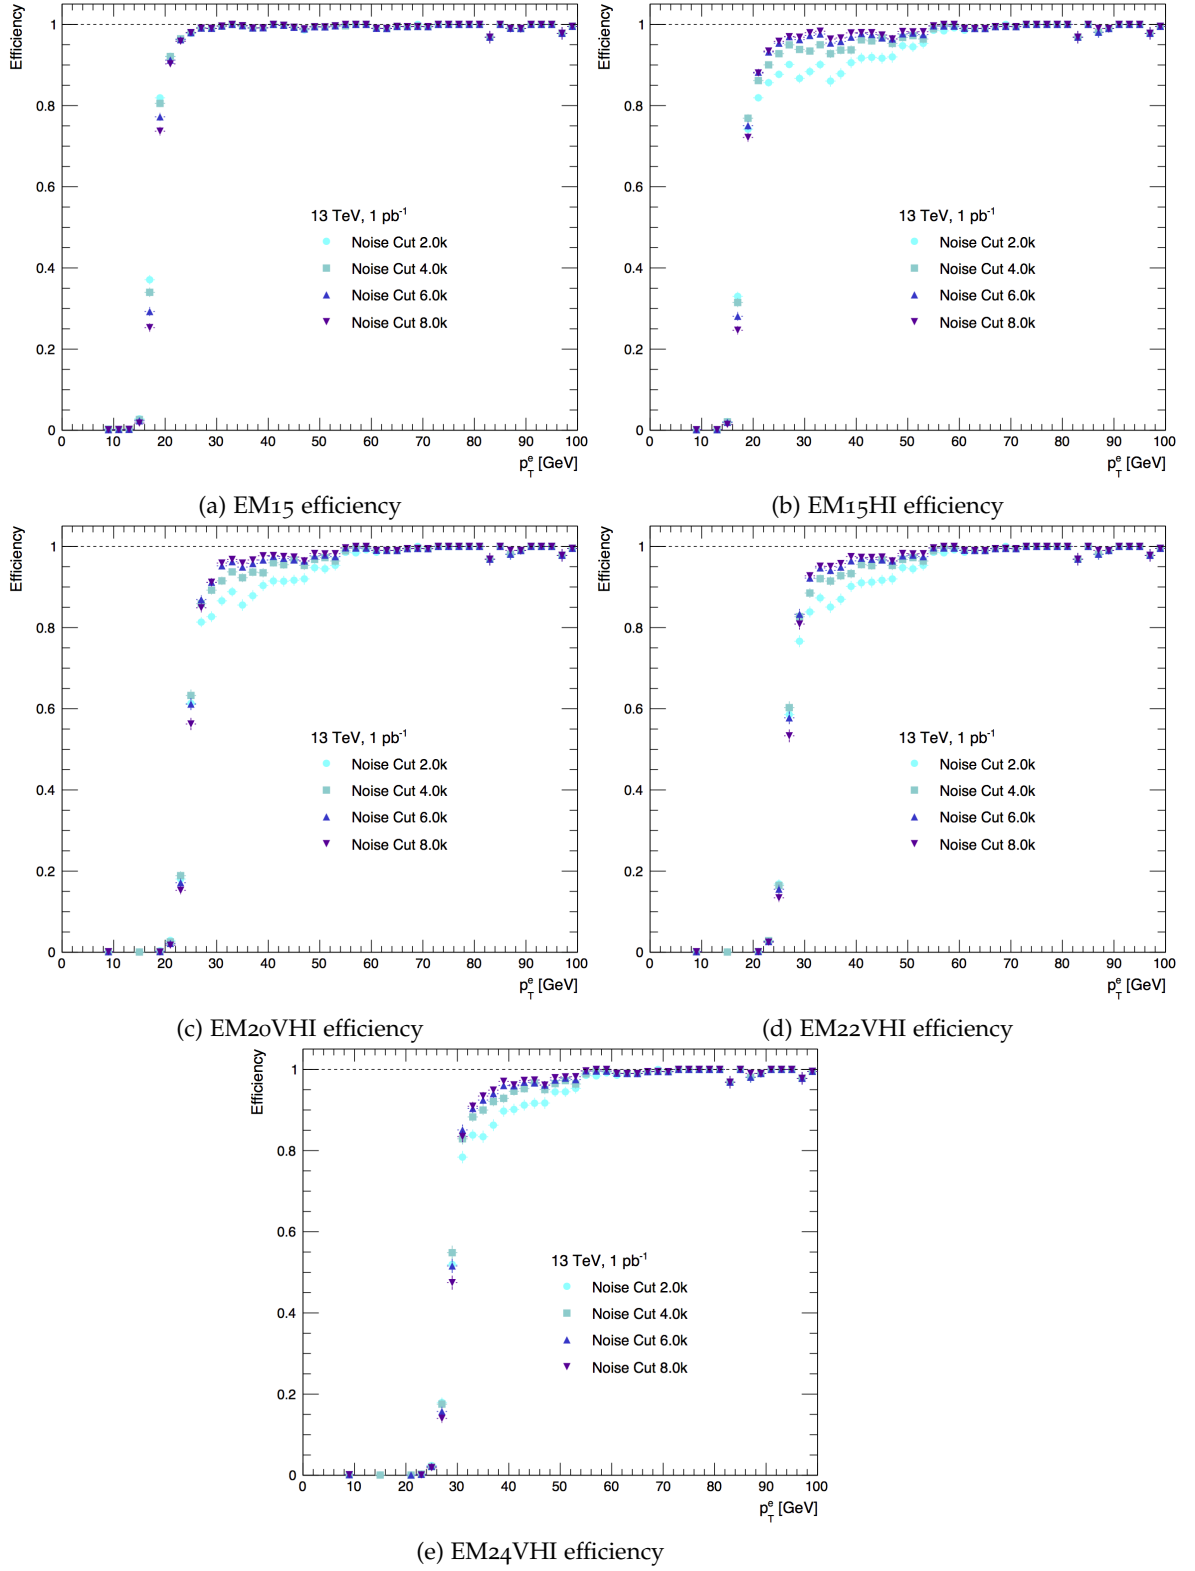 Efficiency
1
0.8
0.6
0.4
0.2
0
13 TeV, 1 pb⁻¹
Noise Cut 2.0k
Noise Cut 4.0k
Noise Cut 6.0k
Noise Cut 8.0k
0 10 20 30 40 50 60 70 80 90 100
p_T^e [GeV]
(a) EM15 efficiency
Efficiency
1
0.8
0.6
0.4
0.2
0
13 TeV, 1 pb⁻¹
Noise Cut 2.0k
Noise Cut 4.0k
Noise Cut 6.0k
Noise Cut 8.0k
0 10 20 30 40 50 60 70 80 90 100
p_T^e [GeV]
(b) EM15HI efficiency
Efficiency
1
0.8
0.6
0.4
0.2
0
13 TeV, 1 pb⁻¹
Noise Cut 2.0k
Noise Cut 4.0k
Noise Cut 6.0k
Noise Cut 8.0k
0 10 20 30 40 50 60 70 80 90 100
p_T^e [GeV]
(c) EM20VHI efficiency
Efficiency
1
0.8
0.6
0.4
0.2
0
13 TeV, 1 pb⁻¹
Noise Cut 2.0k
Noise Cut 4.0k
Noise Cut 6.0k
Noise Cut 8.0k
0 10 20 30 40 50 60 70 80 90 100
p_T^e [GeV]
(d) EM22VHI efficiency
Efficiency
1
0.8
0.6
0.4
0.2
0
13 TeV, 1 pb⁻¹
Noise Cut 2.0k
Noise Cut 4.0k
Noise Cut 6.0k
Noise Cut 8.0k
0 10 20 30 40 50 60 70 80 90 100
p_T^e [GeV]
(e) EM24VHI efficiency